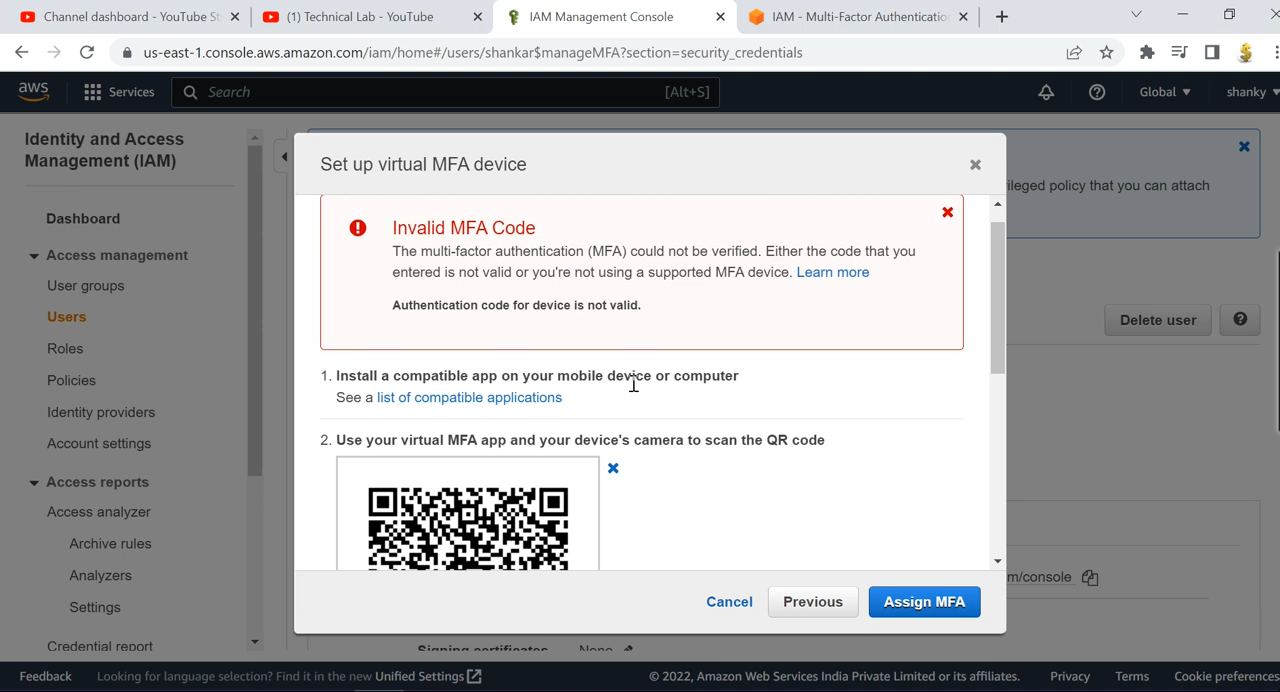 Channel dashboard - YouTube St
(1) Technical Lab - YouTube
IAM Management Console
IAM - Multi-Factor Authentication
us-east-1.console.aws.amazon.com/iam/home#/users/shankar$manageMFA?section=security_credentials
aws
Services
Search
[Alt+S]
Global
shanky
Identity and Access
Management (IAM)
Dashboard
Access management
User groups
Users
Roles
Policies
Identity providers
Account settings
Access reports
Access analyzer
Archive rules
Analyzers
Settings
Credential report
Set up virtual MFA device
Invalid MFA Code
The multi-factor authentication (MFA) could not be verified. Either the code that you
entered is not valid or you're not using a supported MFA device. Learn more
Authentication code for device is not valid.
1. Install a compatible app on your mobile device or computer
See a list of compatible applications
2. Use your virtual MFA app and your device's camera to scan the QR code
Cancel
Previous
Assign MFA
ileged policy that you can attach
Delete user
m/console
Signing certificates
None
Feedback
Looking for language selection? Find it in the new Unified Settings
© 2022, Amazon Web Services India Private Limited or its affiliates.
Privacy
Terms
Cookie preferences